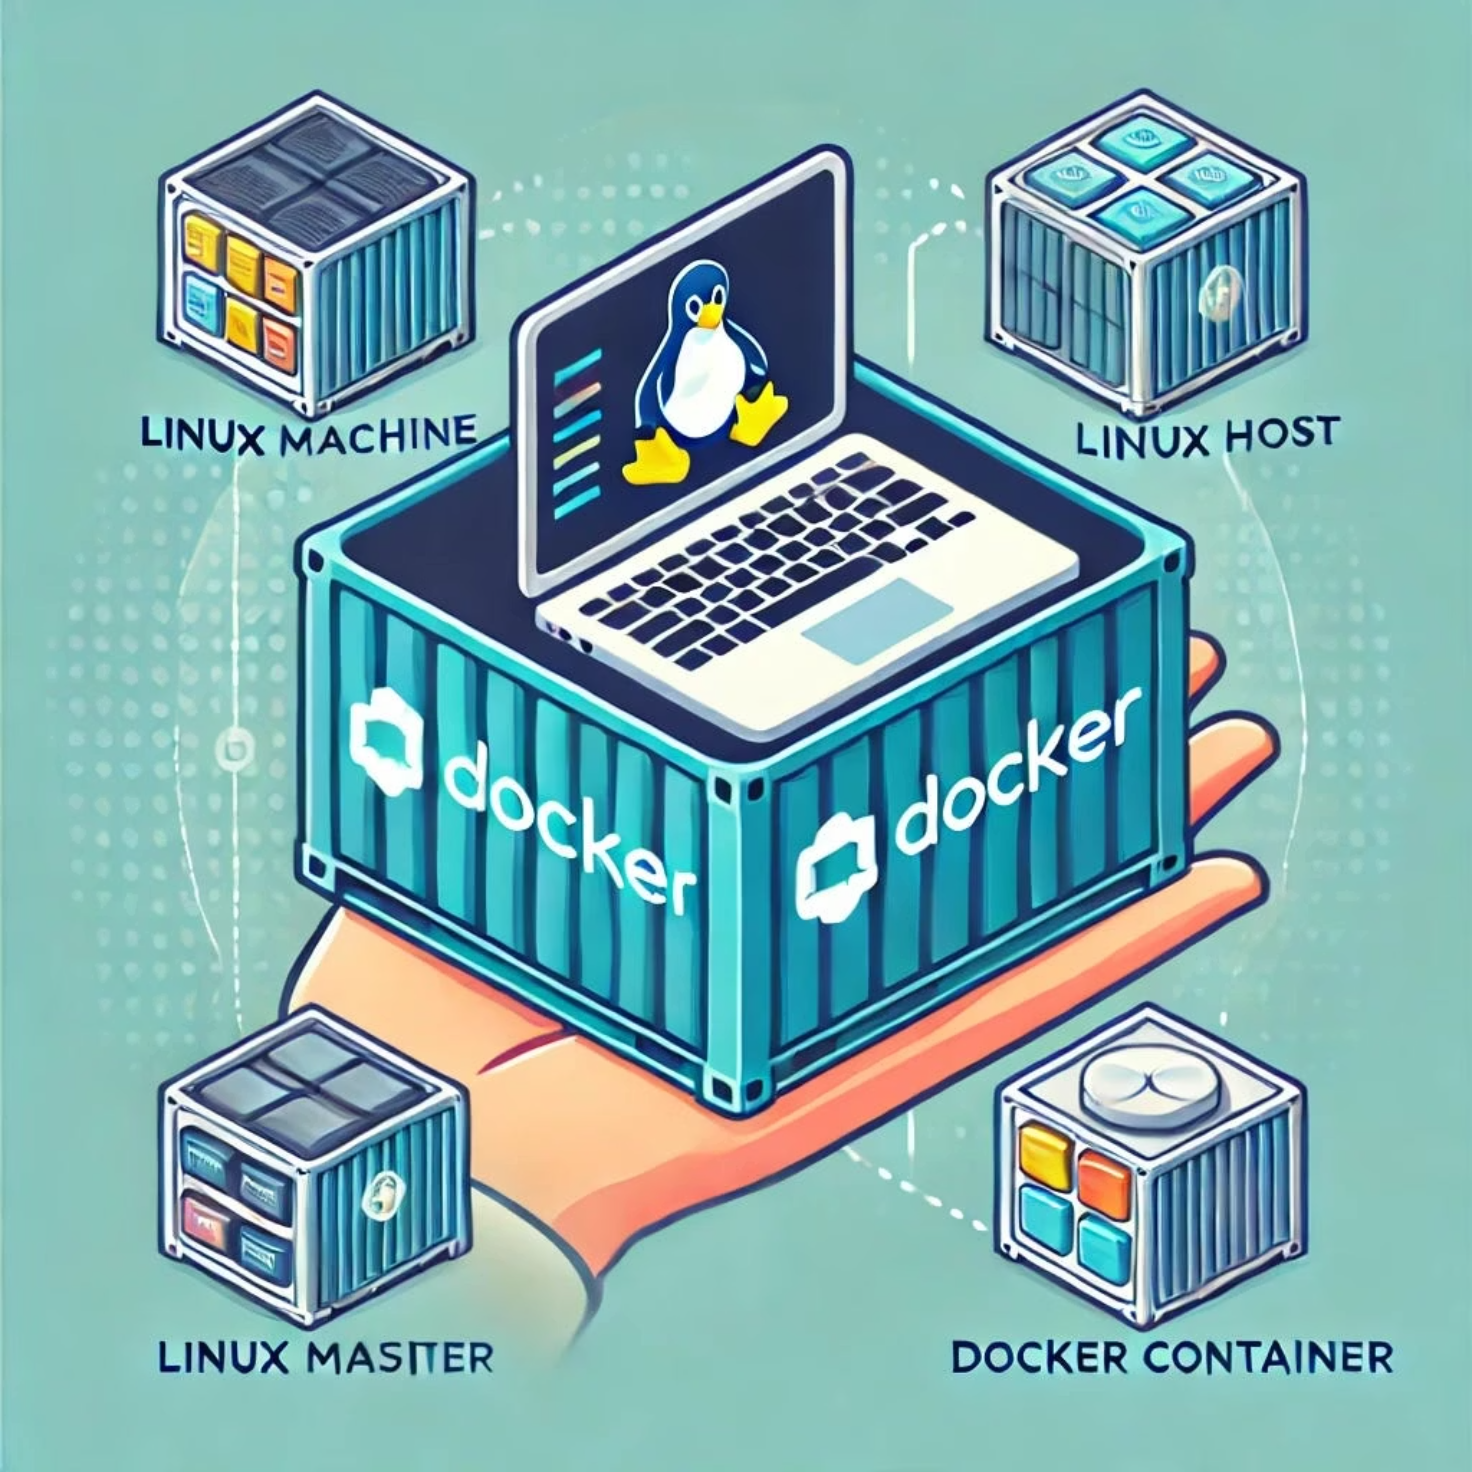 LINUX MACHINE
LINUX HOST
docker
docker
LINUX MASITER
DOCKER CONTAINER